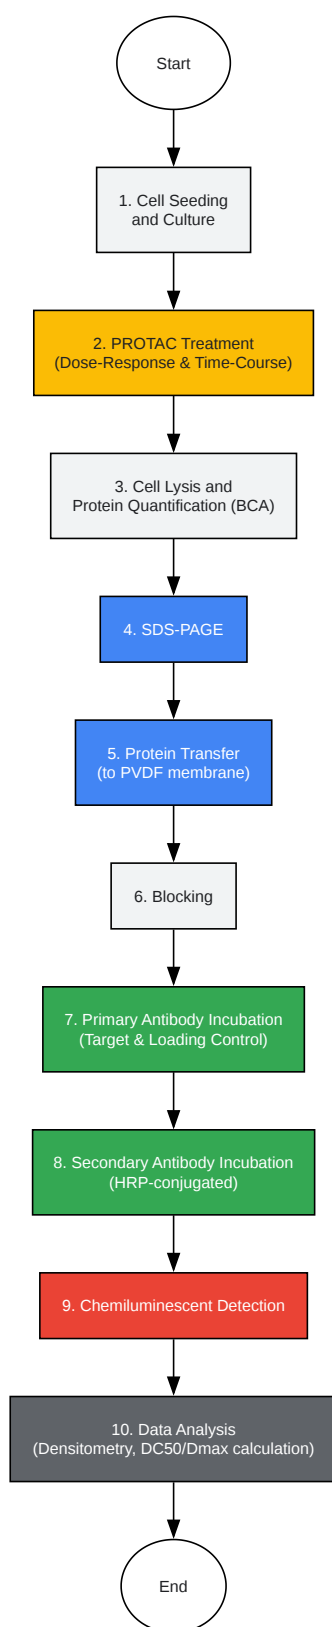 Start
1. Cell Seeding
and Culture
2. PROTAC Treatment
(Dose-Response & Time-Course)
3. Cell Lysis and
Protein Quantification (BCA)
4. SDS-PAGE
5. Protein Transfer
(to PVDF membrane)
6. Blocking
7. Primary Antibody Incubation
(Target & Loading Control)
8. Secondary Antibody Incubation
(HRP-conjugated)
9. Chemiluminescent Detection
10. Data Analysis
(Densitometry, DC50/Dmax calculation)
End